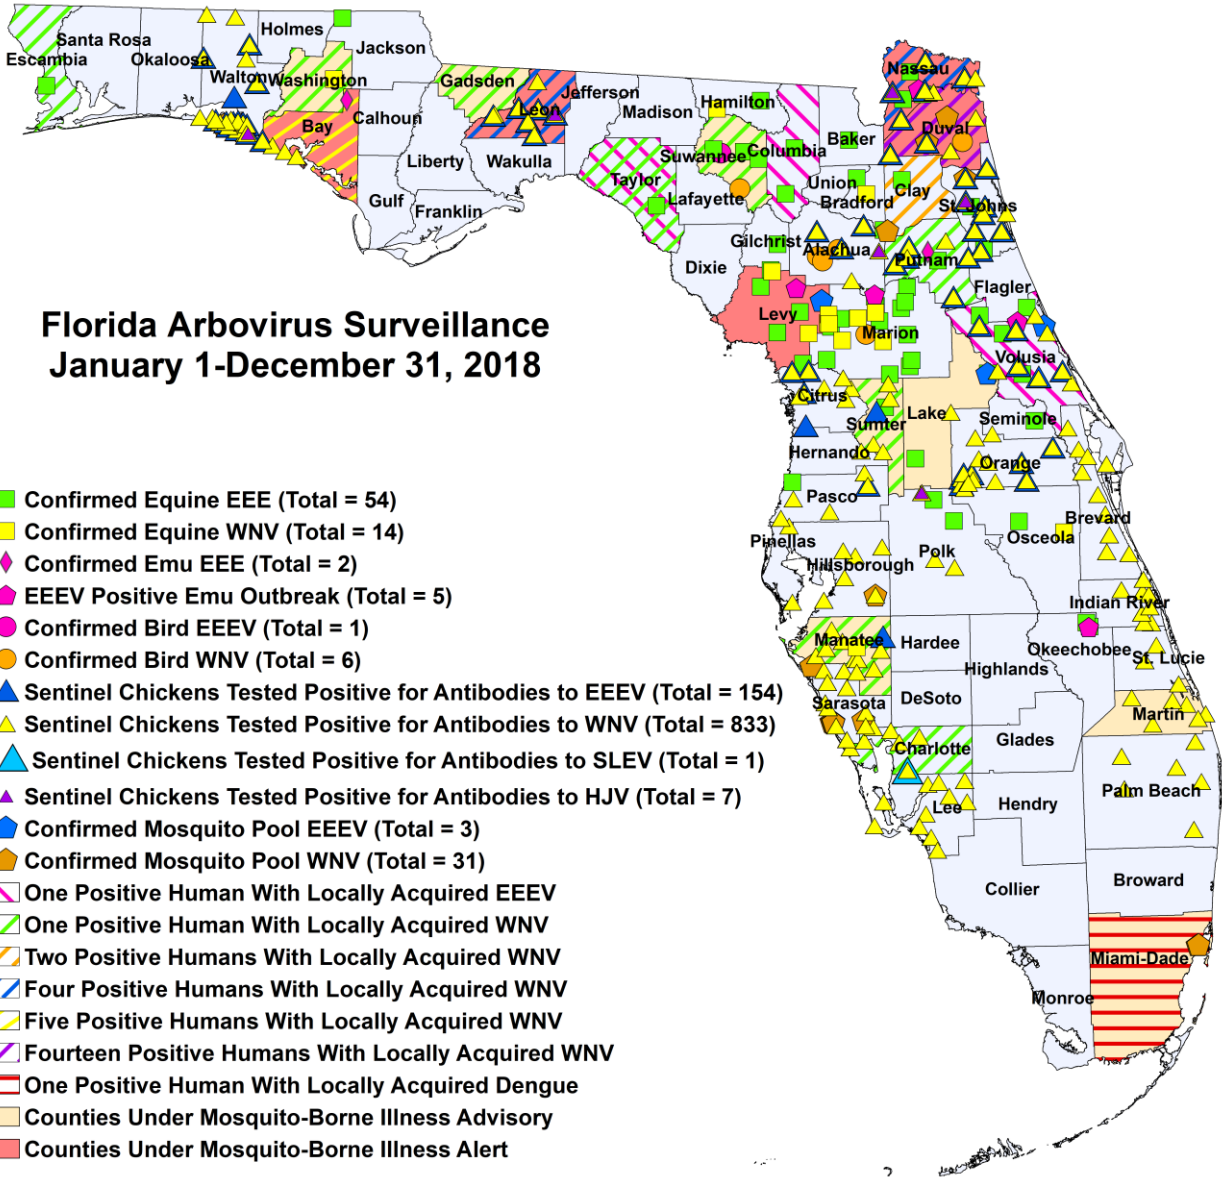 Florida Arbovirus Surveillance
January 1-December 31, 2018
Escambia
Santa Rosa
Okaloosa
Walton
Holmes
Washington
Jackson
Bay
Calhoun
Gulf
Liberty
Franklin
Gadsden
Leon
Wakulla
Jefferson
Madison
Taylor
Hamilton
Suwannee
Lafayette
Columbia
Dixie
Gilchrist
Baker
Union
Bradford
Nassau
Duval
Clay
St. Johns
Alachua
Putnam
Flagler
Levy
Marion
Volusia
Citrus
Sumter
Lake
Seminole
Hernando
Orange
Pasco
Pinellas
Hillsborough
Polk
Osceola
Brevard
Indian River
Manatee
Hardee
Highlands
Okeechobee
St. Lucie
Sarasota
DeSoto
Martin
Charlotte
Glades
Lee
Hendry
Palm Beach
Collier
Broward
Miami-Dade
Monroe
Confirmed Equine EEE (Total = 54)
Confirmed Equine WNV (Total = 14)
Confirmed Emu EEE (Total = 2)
EEEV Positive Emu Outbreak (Total = 5)
Confirmed Bird EEEV (Total = 1)
Confirmed Bird WNV (Total = 6)
Sentinel Chickens Tested Positive for Antibodies to EEEV (Total = 154)
Sentinel Chickens Tested Positive for Antibodies to WNV (Total = 833)
Sentinel Chickens Tested Positive for Antibodies to SLEV (Total = 1)
Sentinel Chickens Tested Positive for Antibodies to HJV (Total = 7)
Confirmed Mosquito Pool EEEV (Total = 3)
Confirmed Mosquito Pool WNV (Total = 31)
One Positive Human With Locally Acquired EEEV
One Positive Human With Locally Acquired WNV
Two Positive Humans With Locally Acquired WNV
Four Positive Humans With Locally Acquired WNV
Five Positive Humans With Locally Acquired WNV
Fourteen Positive Humans With Locally Acquired WNV
One Positive Human With Locally Acquired Dengue
Counties Under Mosquito-Borne Illness Advisory
Counties Under Mosquito-Borne Illness Alert